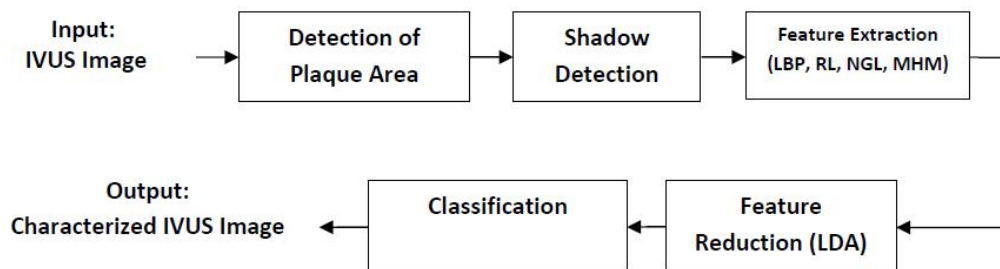 Input:
IVUS Image
Detection of
Plaque Area
Shadow
Detection
Feature Extraction
(LBP, RL, NGL, MHM)
Output:
Characterized IVUS Image
Classification
Feature
Reduction (LDA)